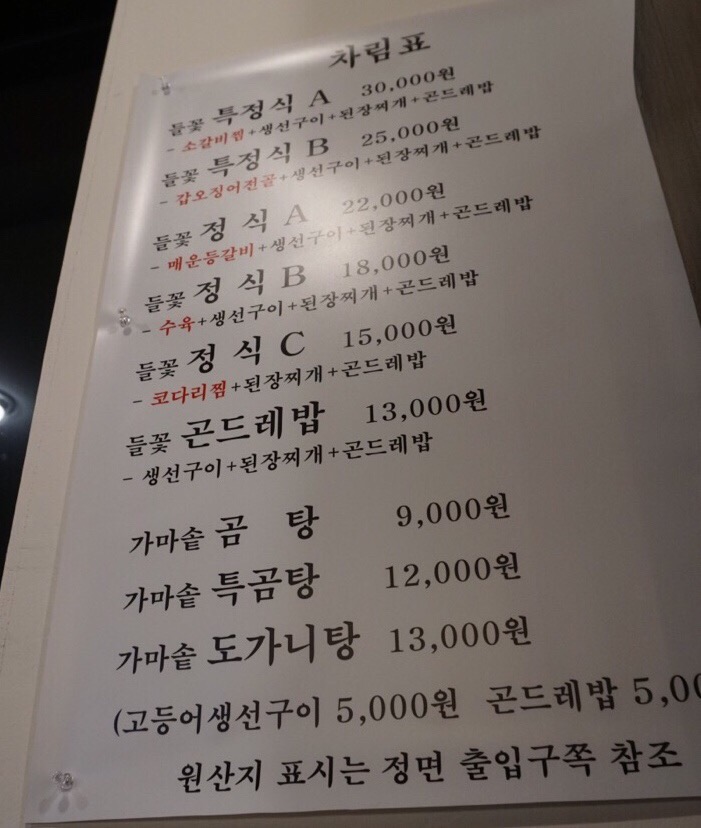 차림표
들꽃 특정식 A 30,000원
- 소갈비찜+생선구이+된장찌개+곤드레밥
들꽃 특정식 B 25,000원
- 갑오징어전골+생선구이+된장찌개+곤드레밥
들꽃 정 식 A 22,000원
- 매운등갈비+생선구이+된장찌개+곤드레밥
들꽃 정 식 B 18,000원
- 수육+생선구이+된장찌개+곤드레밥
들꽃 정 식 C 15,000원
- 코다리찜+된장찌개+곤드레밥
들꽃 곤드레밥 13,000원
- 생선구이+된장찌개+곤드레밥
가마솥 곰 탕 9,000원
가마솥 특곰탕 12,000원
가마솥 도가니탕 13,000원
(고등어생선구이 5,000원 곤드레밥 5,00
원산지 표시는 정면 출입구쪽 참조